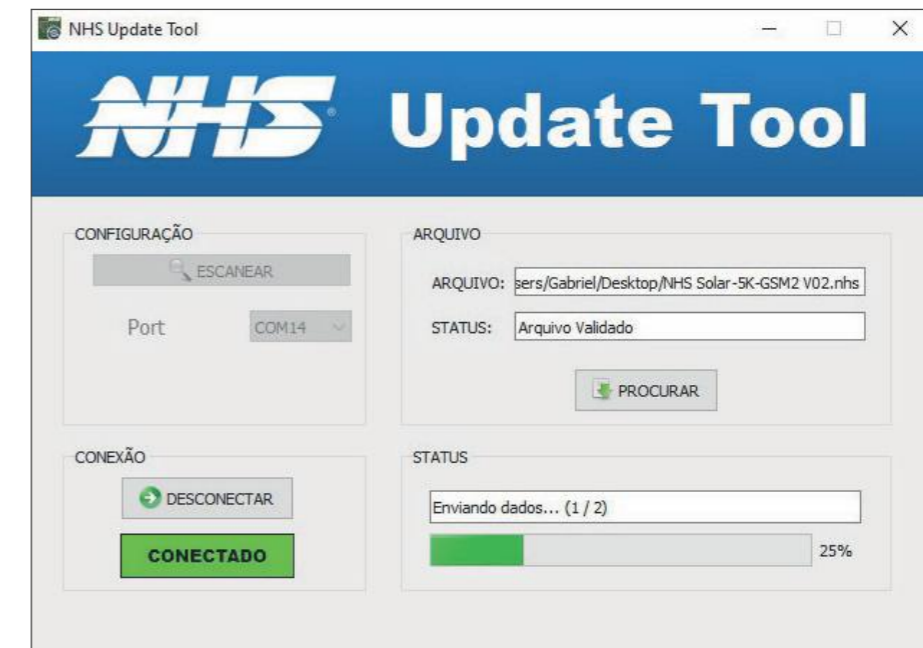 NHS Update Tool
NHS® Update Tool
CONFIGURAÇÃO
ESCANEAR
Port COM14
ARQUIVO
ARQUIVO: sers/Gabriel/Desktop/NHS Solar-5K-GSM2 V02.nhs
STATUS: Arquivo Validado
PROCURAR
CONEXÃO
DESCONECTAR
CONECTADO
STATUS
Enviando dados... (1 / 2)
25%